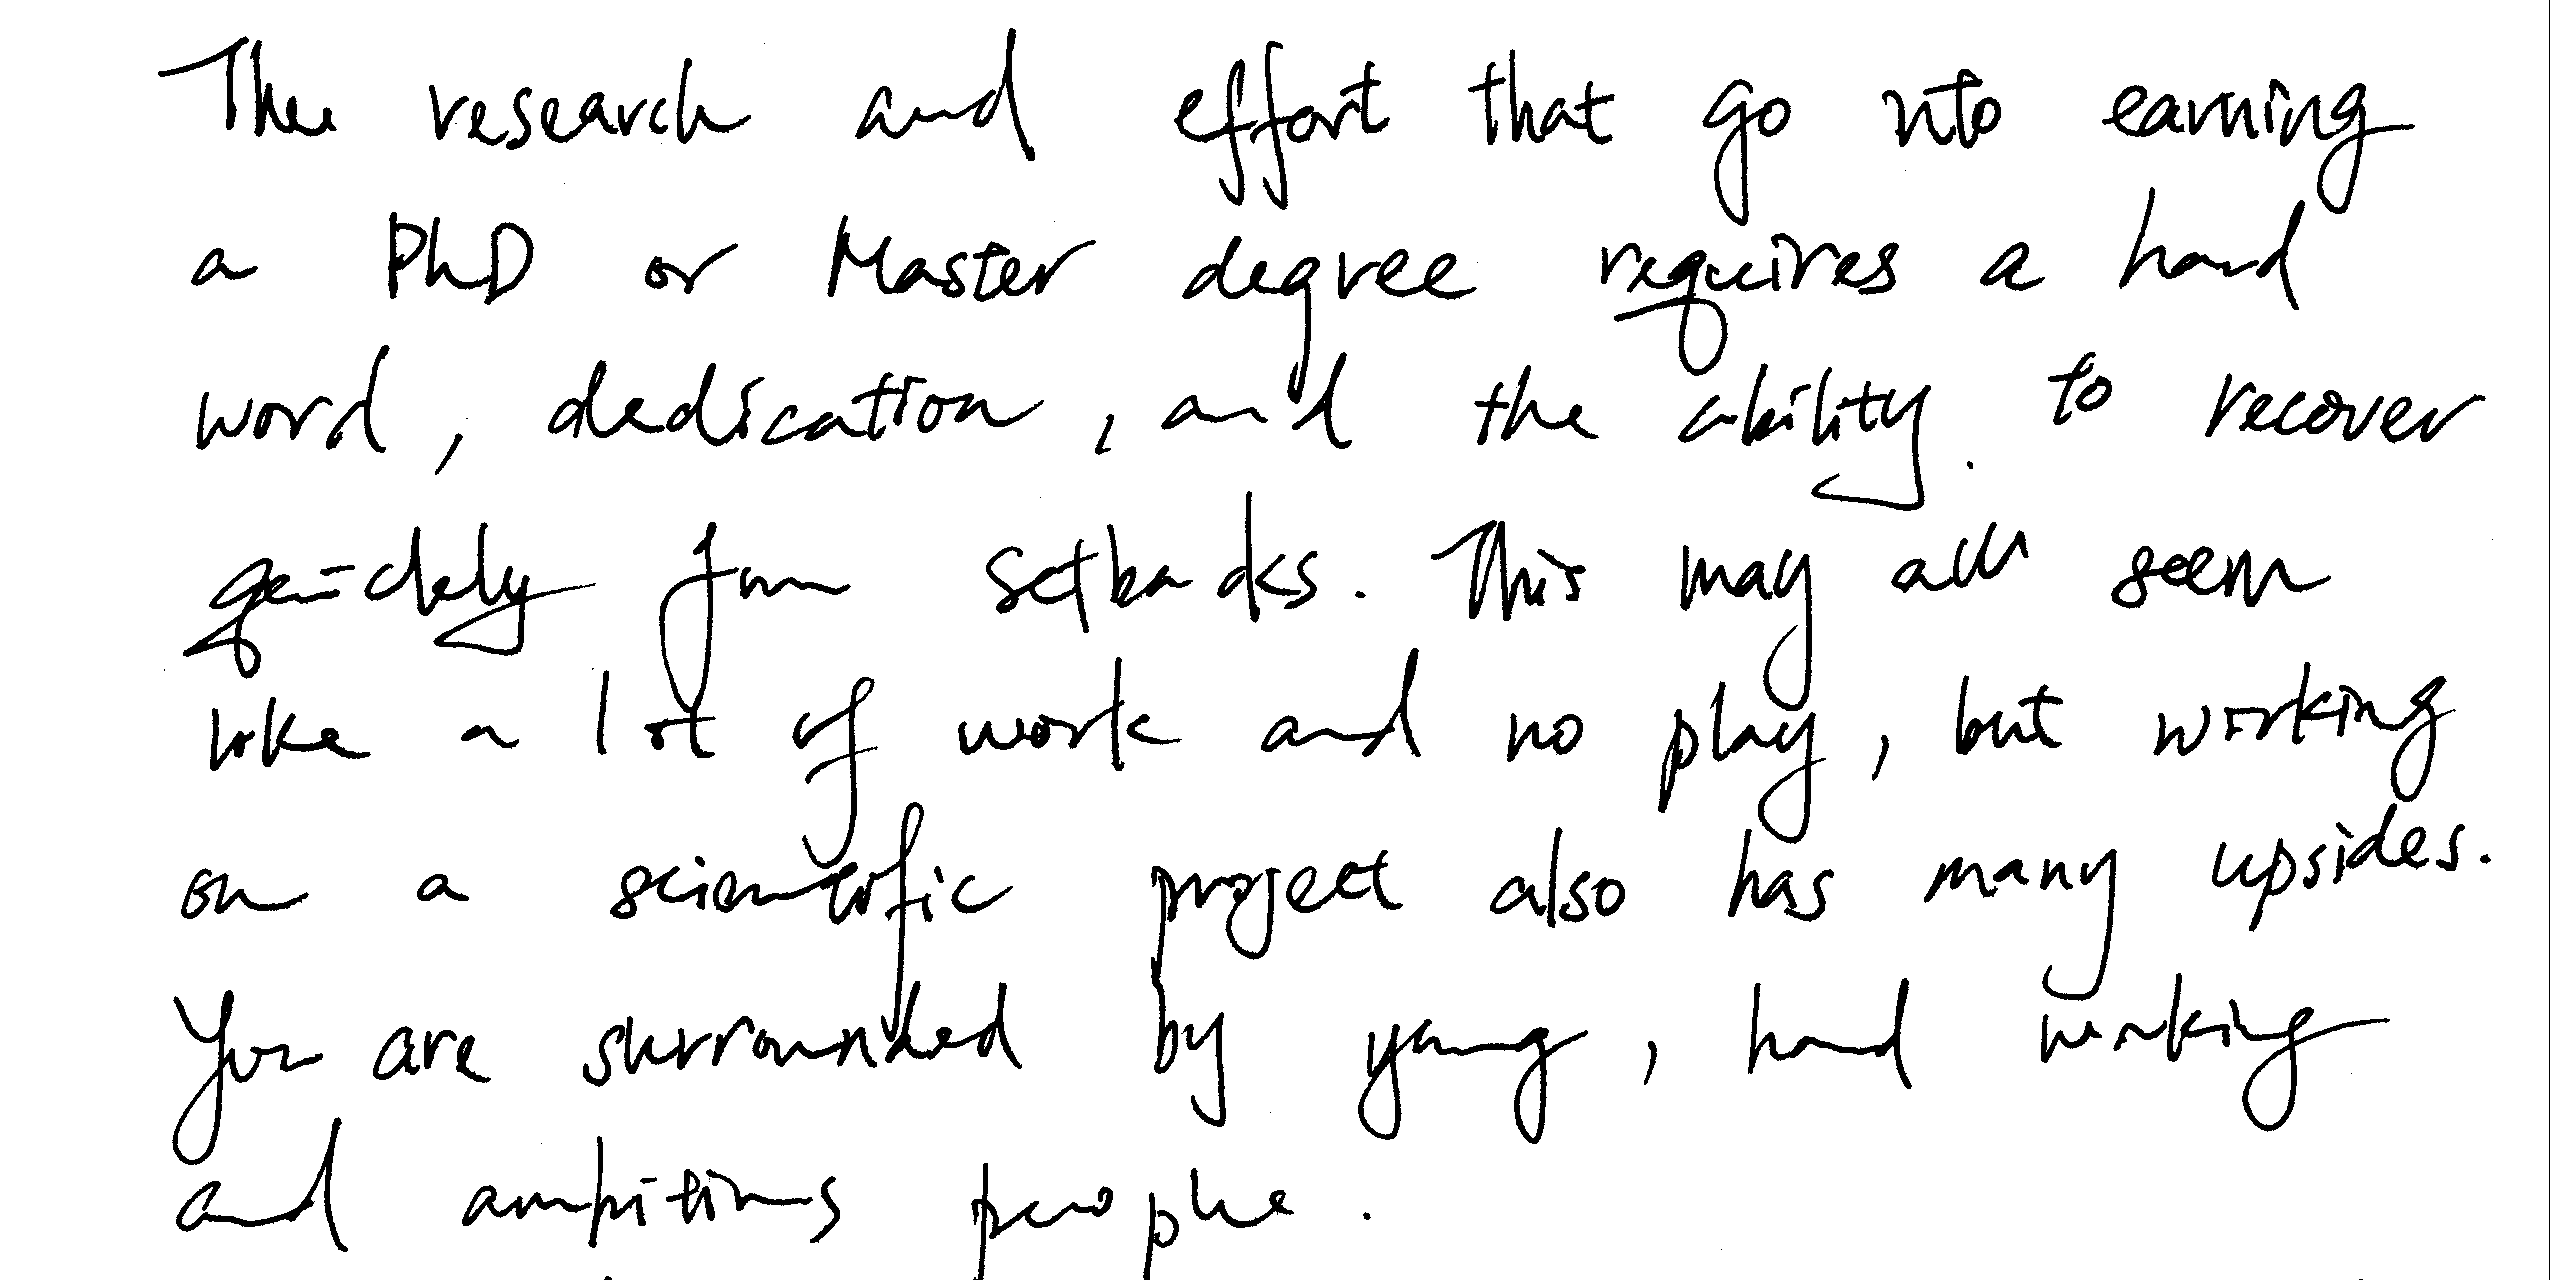 The research and effort that go into earning
a PhD or Master degree requires a hard
word, dedication, and the ability to recover
quickly from setbacks. This may all seem
like a lot of work and no play, but working
on a scientific project also has many upsides.
You are surrounded by young, hard working
and ambitious people.